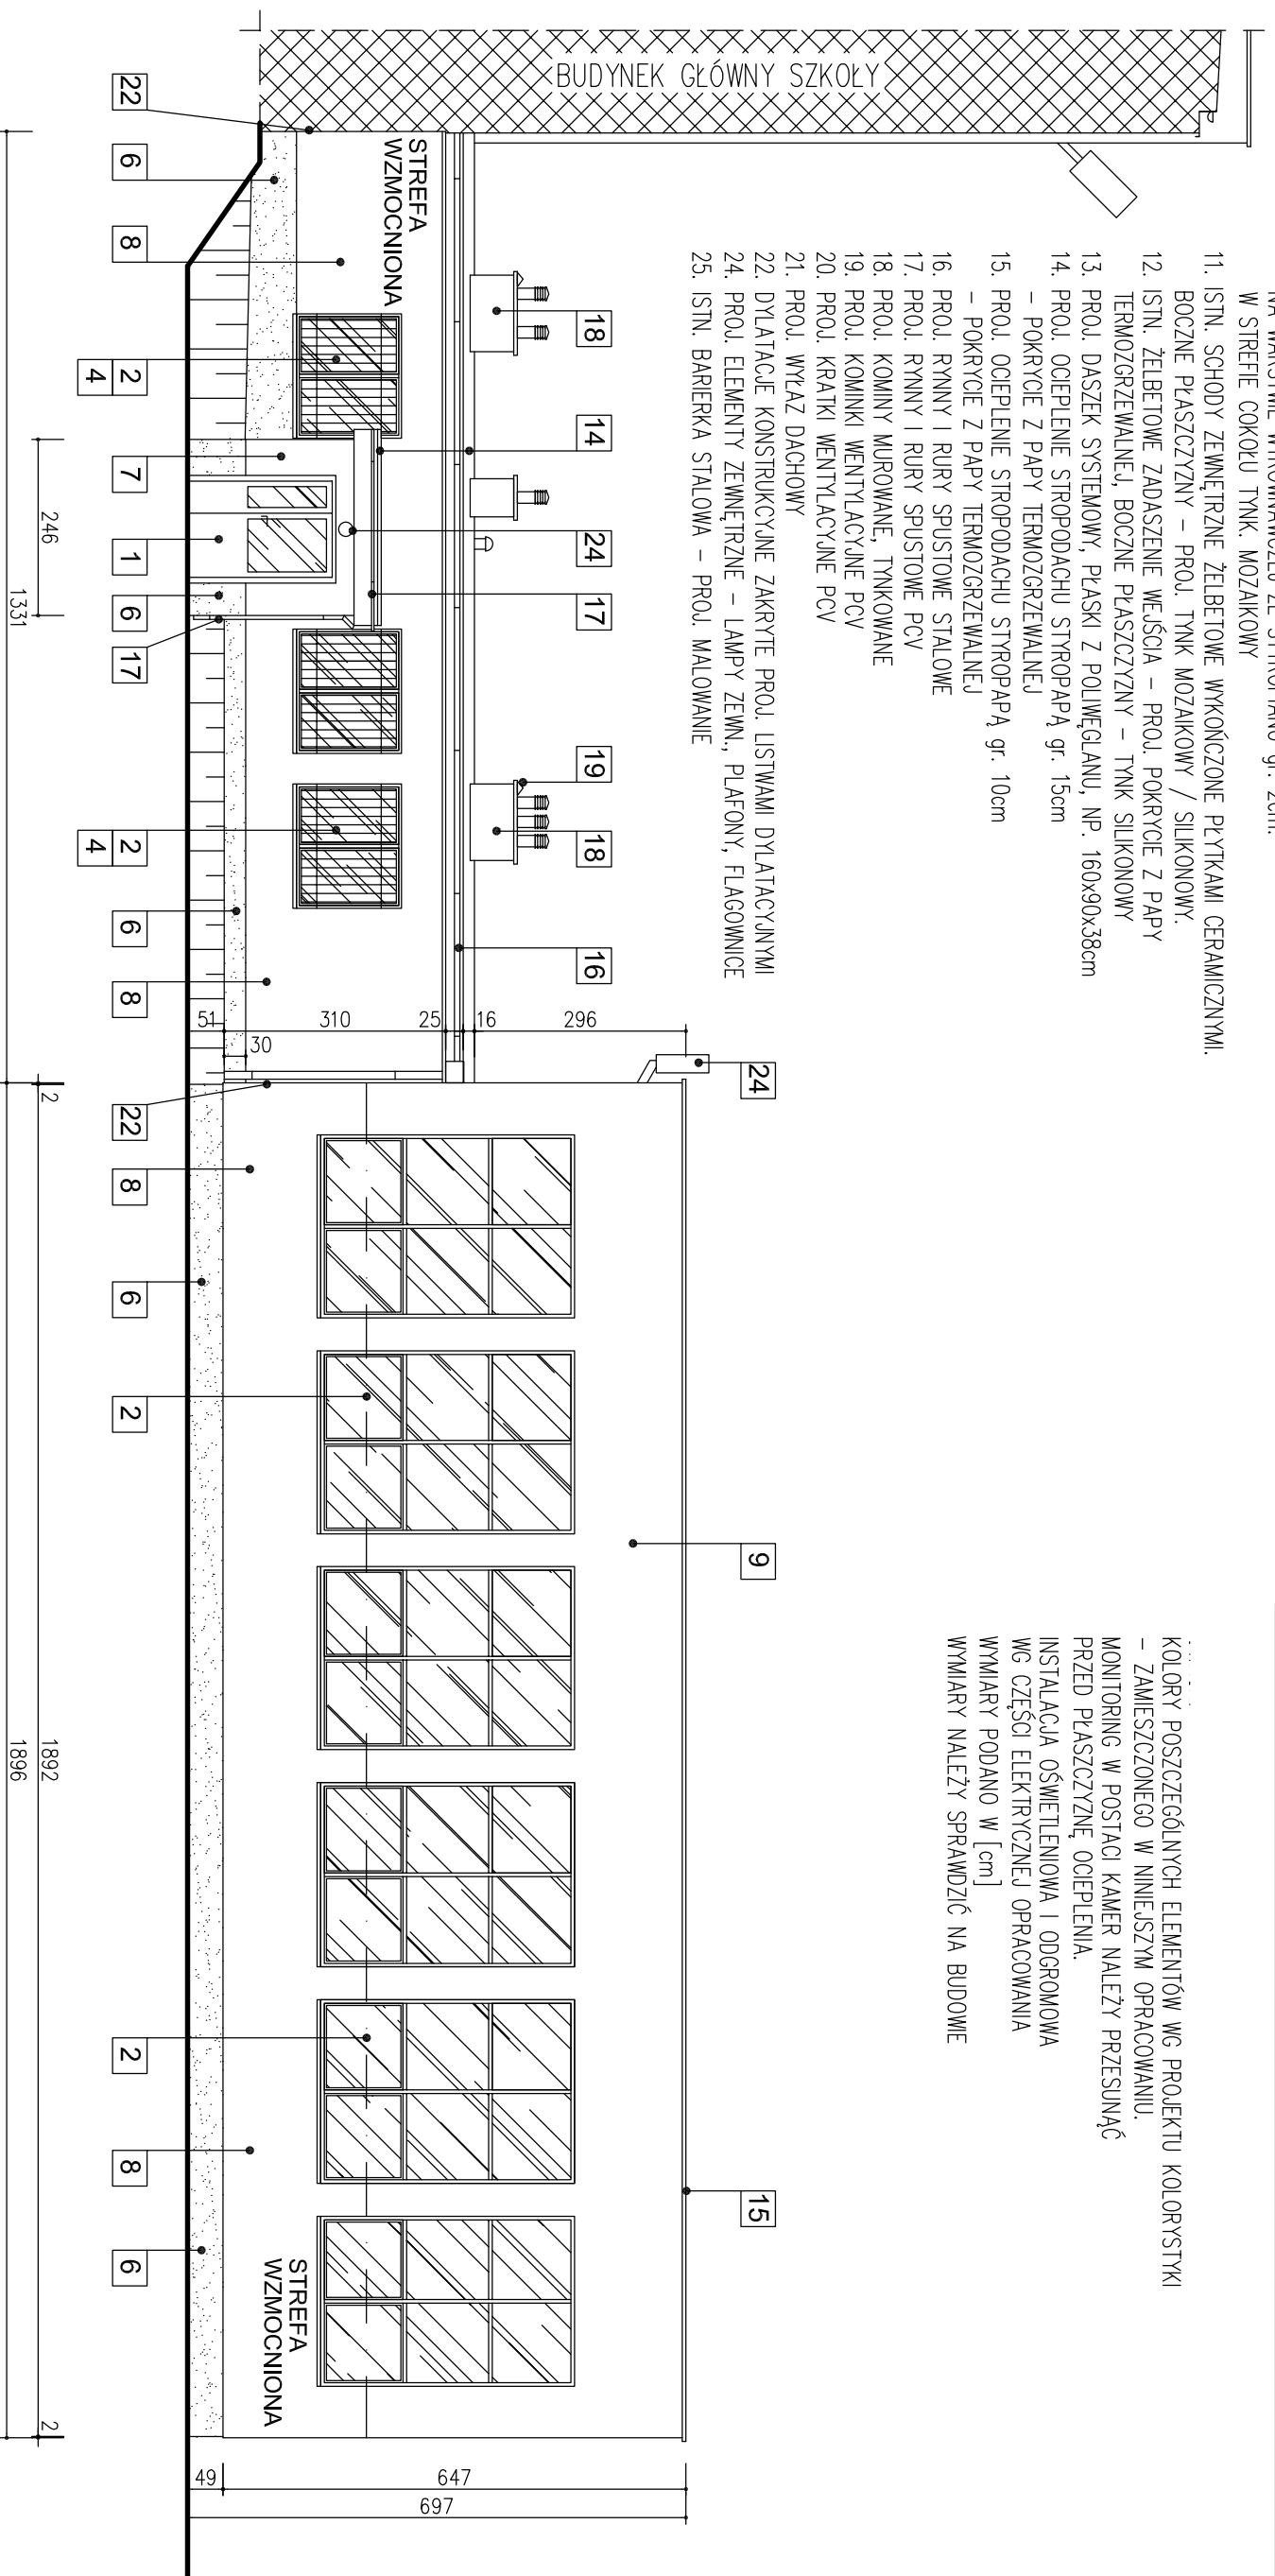 W STREFIE COKOŁU TYNK. MOZAIKOWY
11. ISTN. SCHODY ZEWNĘTRZNE ŻELBETOWE WYKOŃCZONE PŁYTKAMI CERAMICZNYMI.
BOCZNE PŁASZCZYZNY – PROJ. TYNK MOZAIKOWY / SILIKONOWY.
12. ISTN. ŻELBETOWE ZADASZENIE WEJŚCIA – PROJ. POKRYCIE Z PAPY
TERMOZGRZEWALNEJ, BOCZNE PŁASZCZYZNY – TYNK SILIKONOWY
13. PROJ. DASZEK SYSTEMOWY, PŁASKI Z POLIWĘGLANU, NP. 160x90x38cm
14. PROJ. OCIEPLENIE STROPODACHU STYROPAPĄ gr. 15cm
– POKRYCIE Z PAPY TERMOZGRZEWALNEJ
15. PROJ. OCIEPLENIE STROPODACHU STYROPAPĄ gr. 10cm
– POKRYCIE Z PAPY TERMOZGRZEWALNEJ
16. PROJ. RYNNY I RURY SPUSTOWE STALOWE
17. PROJ. RYNNY I RURY SPUSTOWE PCV
18. PROJ. KOMINY MUROWANE, TYNKOWANE
19. PROJ. KOMINKI WENTYLACYJNE PCV
20. PROJ. KRATKI WENTYLACYJNE PCV
21. PROJ. WYŁAZ DACHOWY
22. DYLATACJE KONSTRUKCYJNE ZAKRYTE PROJ. LISTWAMI DYLATACYJNYMI
24. PROJ. ELEMENTY ZEWNĘTRZNE – LAMPY ZEWN., PLAFONY, FLAGOWNICE
25. ISTN. BARIERKA STALOWA – PROJ. MALOWANIE
KOLORY POSZCZEGÓLNYCH ELEMENTÓW WG PROJEKTU KOLORYSTYKI
– ZAMIESZCZONEGO W NINIEJSZYM OPRACOWANIU.
MONITORING W POSTACI KAMER NALEŻY PRZESUNĄĆ
PRZED PŁASZCZYZNĘ OCIEPLENIA.
INSTALACJA OŚWIETLENIOWA I ODGROMOWA
WG CZĘŚCI ELEKTRYCZNEJ OPRACOWANIA
WYMIARY PODANO W [cm]
WYMIARY NALEŻY SPRAWDZIĆ NA BUDOWIE
BUDYNEK GŁÓWNY SZKOŁY
STREFA
WZMOCNIONA
18
14
24
17
19
18
16
24
9
15
51
30
310
25
16
296
STREFA
WZMOCNIONA
49
647
697
22
6
8
2
4
7
1
6
17
2
4
6
8
22
8
6
2
2
8
6
246
2
1892
2
1331
1896